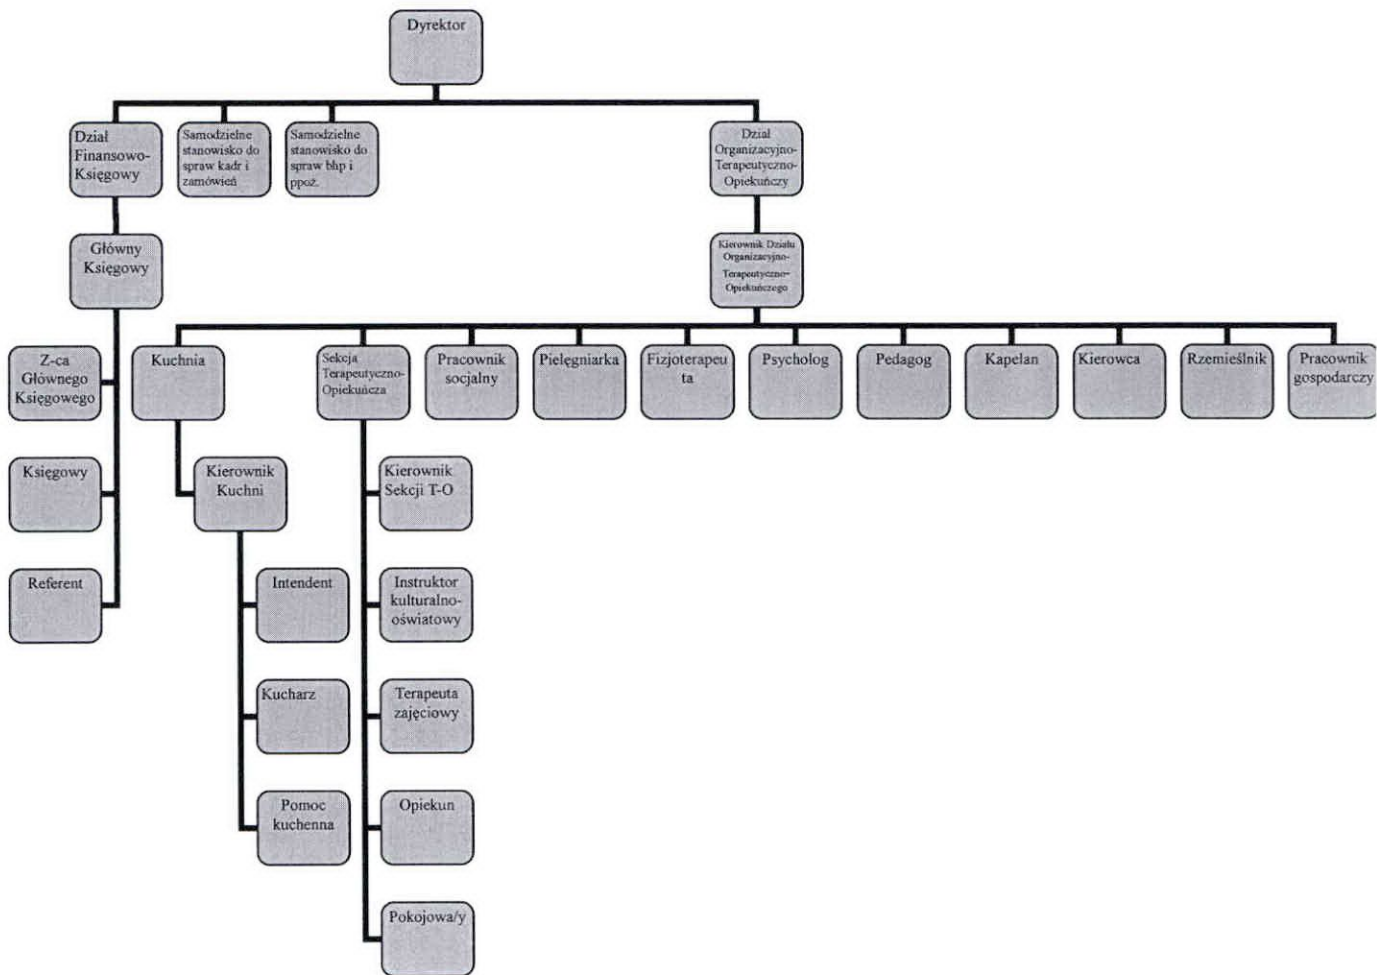 Dyrektor
Dział
Finansowo-
Księgowy
Samodzielne
stanowisko do
spraw kadr i
zamówień
Samodzielne
stanowisko do
spraw bhp i
ppoż.
Dział
Organizacyjno-
Terapeutyczno-
Opiekuńczy
Główny
Księgowy
Kierownik Działu
Organizacyjno-
Terapeutyczno-
Opiekuńczego
Z-ca
Głównego
Księgowego
Kuchnia
Sekcja
Terapeutyczno-
Opiekuńcza
Pracownik
socjalny
Pielęgniarka
Fizjoterapeu
ta
Psycholog
Pedagog
Kapelan
Kierowca
Rzemieślnik
Pracownik
gospodarczy
Księgowy
Kierownik
Kuchni
Kierownik
Sekcji T-O
Referent
Intendent
Instruktor
kulturalno-
oświatowy
Kucharz
Terapeuta
zajęciowy
Pomoc
kuchenna
Opiekun
Pokojowa/y